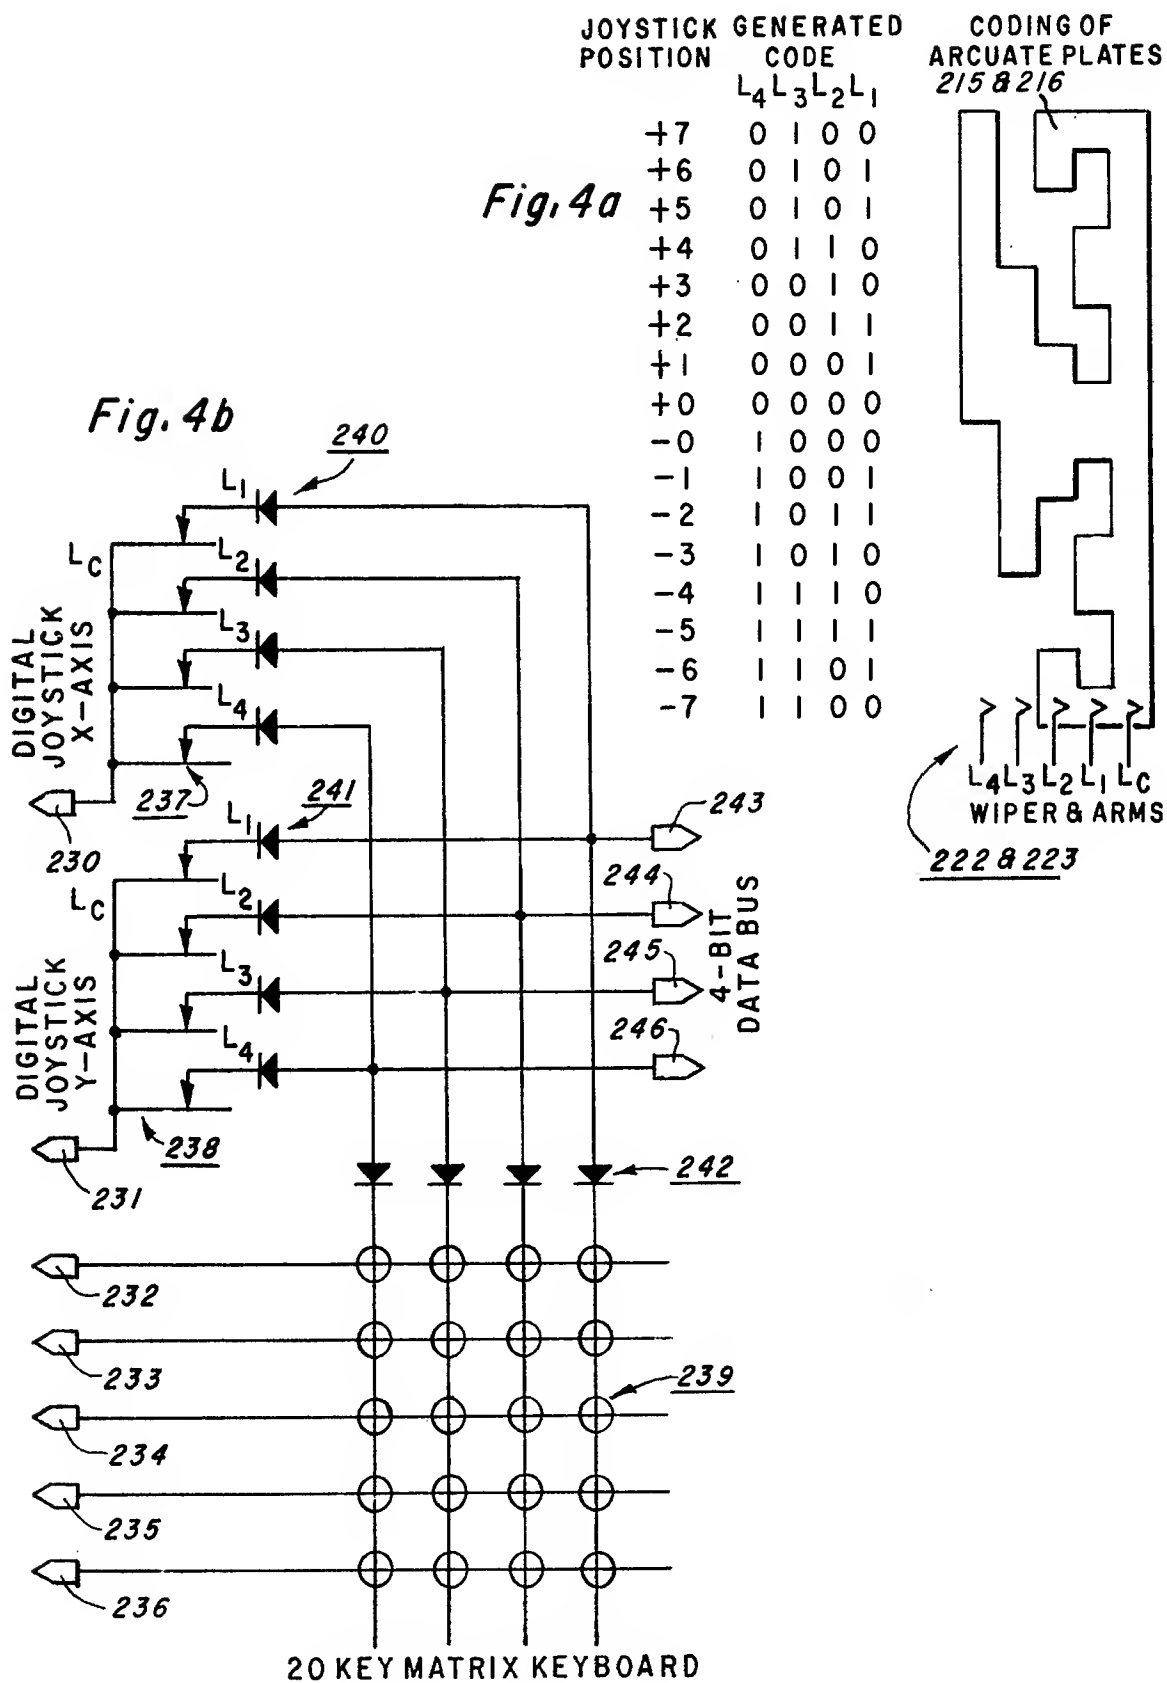 JOYSTICK GENERATED CODING OF
POSITION CODE ARCUATE PLATES
L4 L3 L2 L1 215 & 216
+7 0 1 0 0
+6 0 1 0 1
Fig. 4a
+5 0 1 0 1
+4 0 1 1 0
+3 0 0 1 0
+2 0 0 1 1
+1 0 0 0 1
+0 0 0 0 0
-0 1 0 0 0
-1 1 0 0 1
-2 1 0 1 1
-3 1 0 1 0
-4 1 1 1 0
-5 1 1 1 1
-6 1 1 0 1
-7 1 1 0 0
L4 L3 L2 L1 LC
WIPER & ARMS
222 & 223
Fig. 4b
240
L1
LC
L2
L3
L4
DIGITAL
JOYSTICK
X-AXIS
237
230
241
L1
LC
L2
L3
L4
DIGITAL
JOYSTICK
Y-AXIS
238
231
243
244
245
246
4-BIT
DATA BUS
242
232
233
239
234
235
236
20 KEY MATRIX KEYBOARD